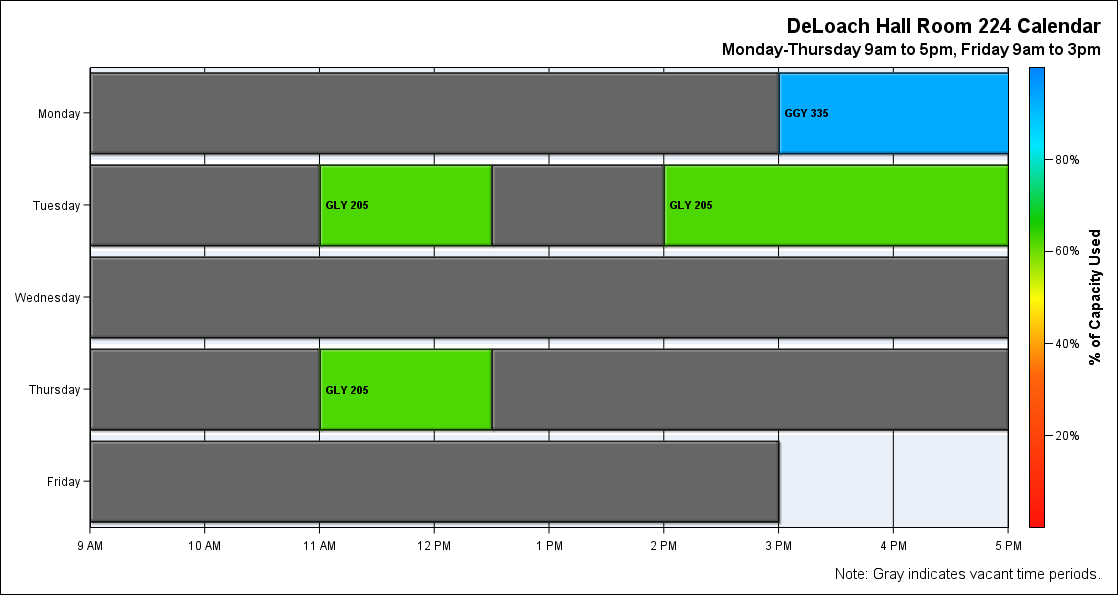 DeLoach Hall Room 224 Calendar
Monday-Thursday 9am to 5pm, Friday 9am to 3pm
Monday
GGY 335
80%
Tuesday
GLY 205
GLY 205
60%
% of Capacity Used
Wednesday
40%
Thursday
GLY 205
20%
Friday
9 AM 10 AM 11 AM 12 PM 1 PM 2 PM 3 PM 4 PM 5 PM
Note: Gray indicates vacant time periods.